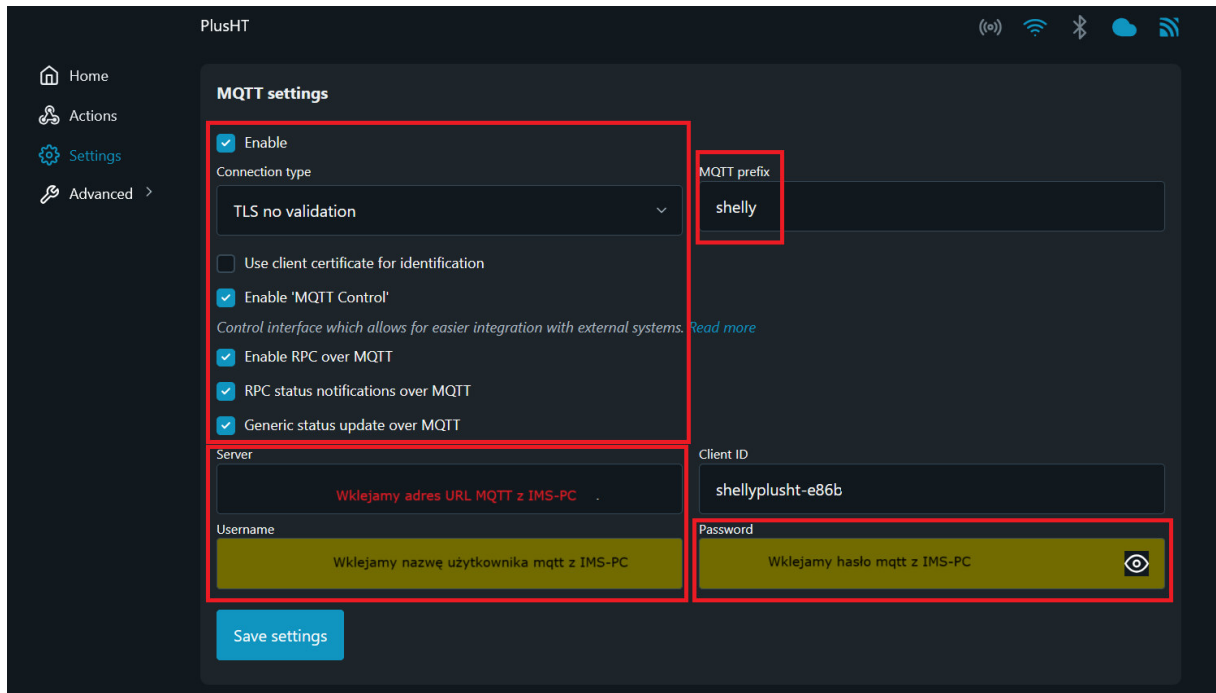 PlusHT
Home
Actions
Settings
Advanced
MQTT settings
Enable
Connection type
TLS no validation
MQTT prefix
shelly
Use client certificate for identification
Enable 'MQTT Control'
Control interface which allows for easier integration with external systems. Read more
Enable RPC over MQTT
RPC status notifications over MQTT
Generic status update over MQTT
Server
Wklejamy adres URL MQTT z IMS-PC .
Client ID
shellyplusht-e86b
Username
Wklejamy nazwę użytkownika mqtt z IMS-PC
Password
Wklejamy hasło mqtt z IMS-PC
Save settings